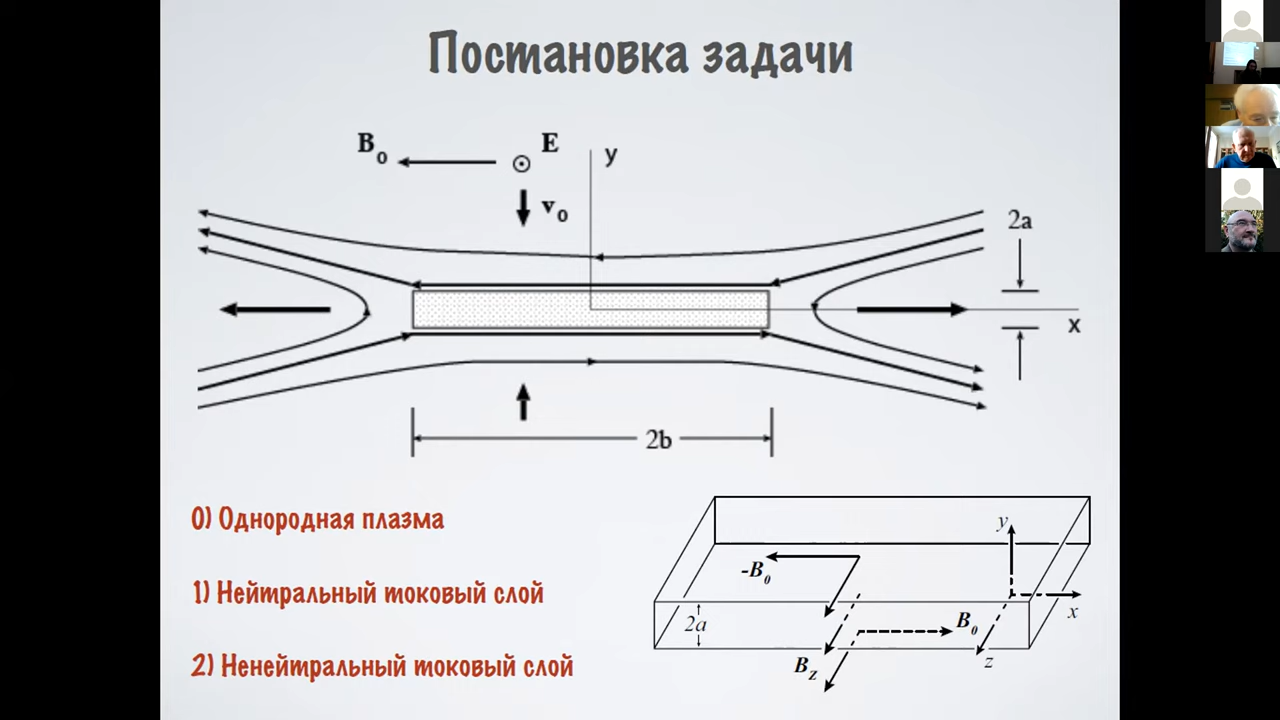 Постановка задачи
B₀
E
y
v₀
2a
x
2b
0) Однородная плазма
1) Нейтральный токовый слой
2) Ненейтральный токовый слой
y
-B₀
x
2a
B₀
B_z
z